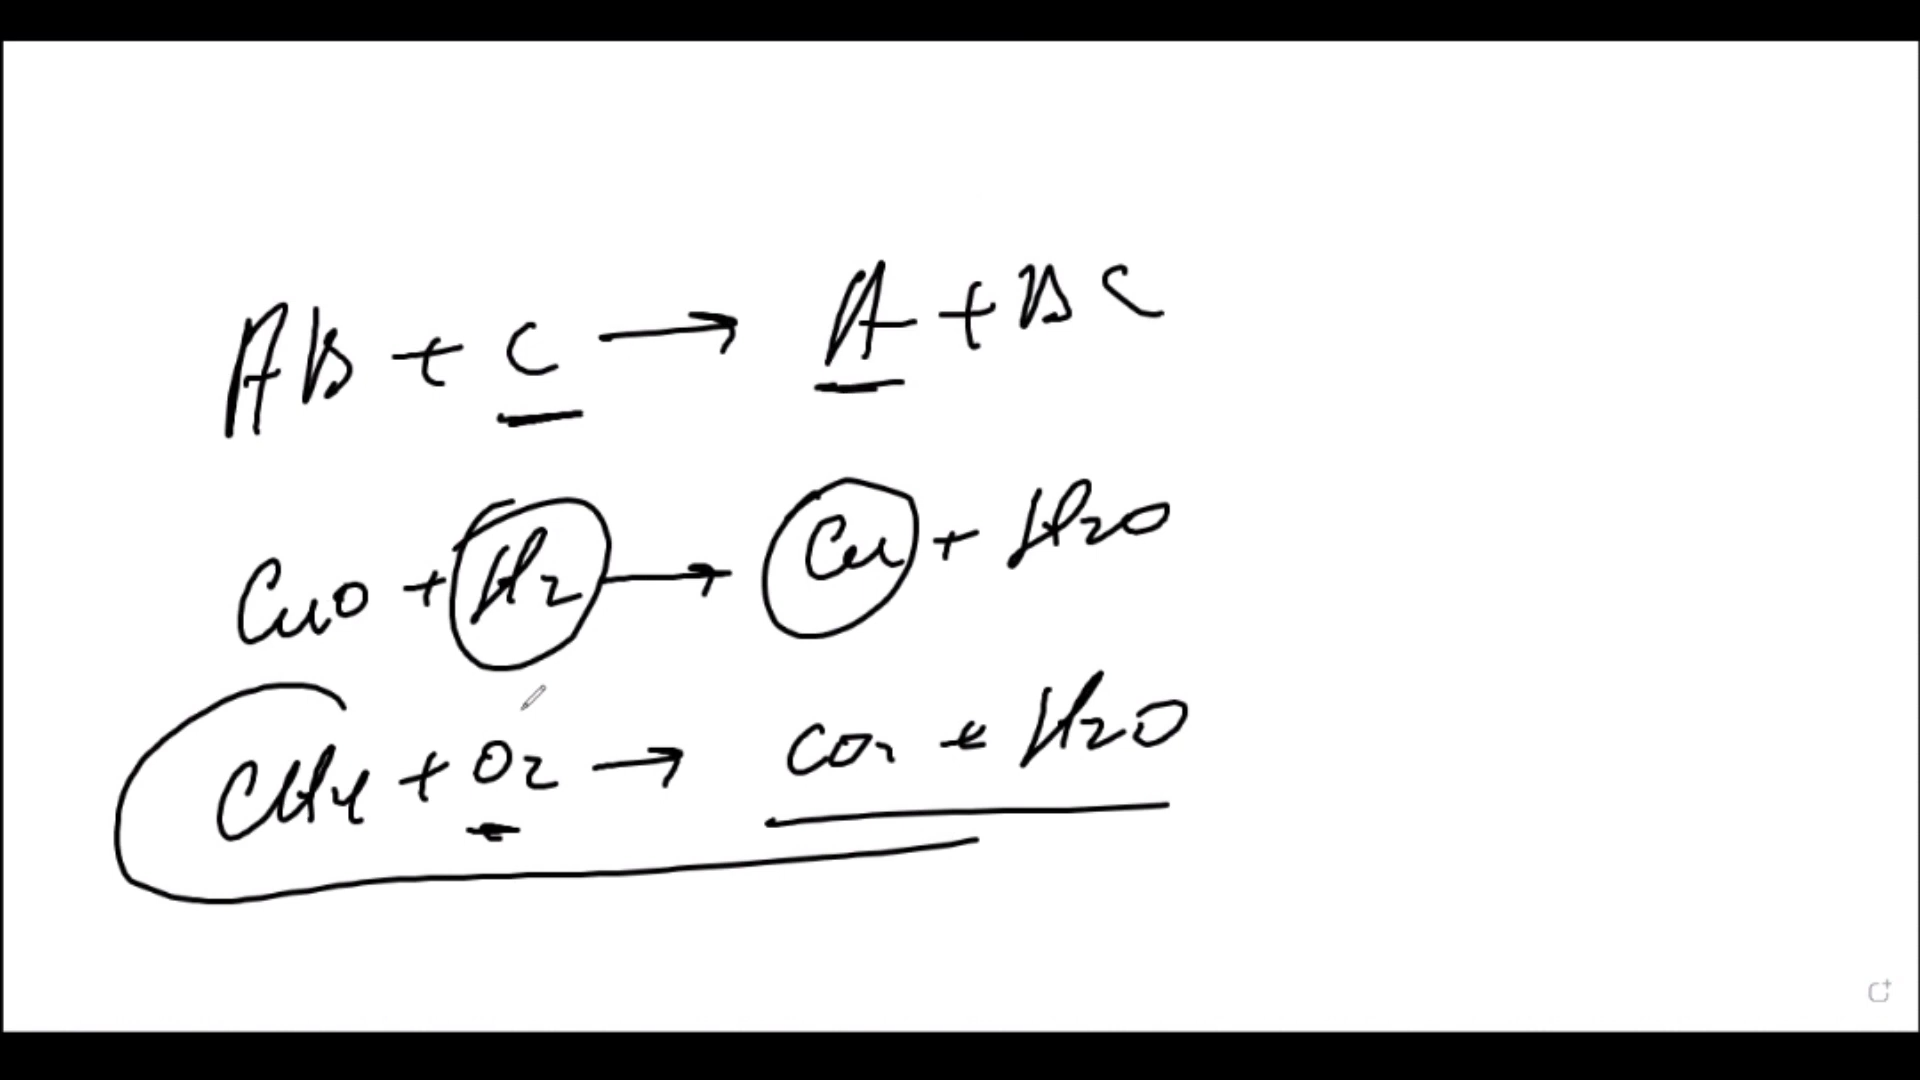 AB + C → A + BC
CuO + H2 → Cu + H2O
CH4 + O2 → CO2 + H2O